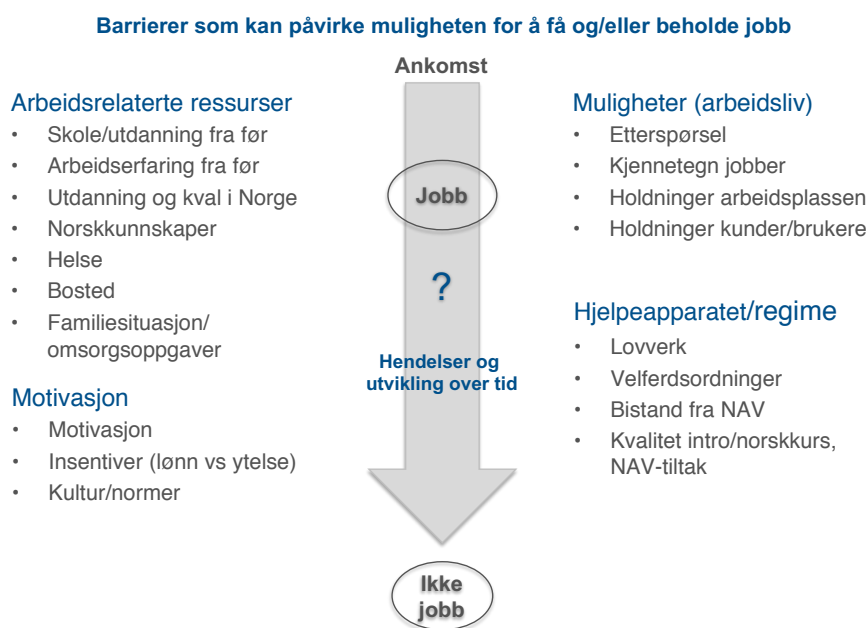 Barrierer som kan påvirke muligheten for å få og/eller beholde jobb
Ankomst
Arbeidsrelaterte ressurser
• Skole/utdanning fra før
• Arbeidserfaring fra før
• Utdanning og kval i Norge
• Norskkunnskaper
• Helse
• Bosted
• Familiesituasjon/
omsorgsoppgaver
Motivasjon
• Motivasjon
• Insentiver (lønn vs ytelse)
• Kultur/normer
Jobb
?
Hendelser og
utvikling over tid
Ikke
jobb
Muligheter (arbeidsliv)
• Etterspørsel
• Kjennetegn jobber
• Holdninger arbeidsplassen
• Holdninger kunder/brukere
Hjelpeapparatet/regime
• Lovverk
• Velferdsordninger
• Bistand fra NAV
• Kvalitet intro/norskkurs,
NAV-tiltak